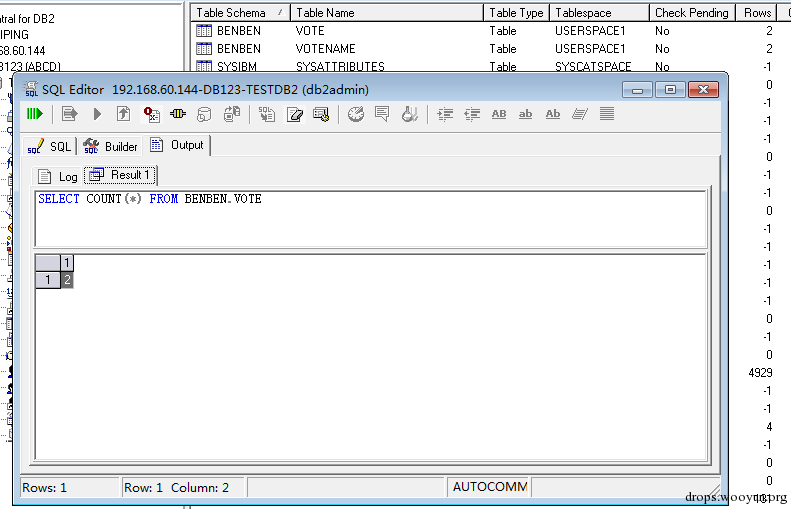 Table Schema / Table Name Table Type Tablespace Check Pending Rows
ntral for DB2
BENBEN VOTE Table USERSPACE1 No 2
IPING
BENBEN VOTENAME Table USERSPACE1 No 2
68.60.144
SYSIBM SYSATTRIBUTES Table SYSCATSPACE No -1
B123 (ABCD)
SQL Editor 192.168.60.144-DB123-TESTDB2 (db2admin)
0
-1
-1
AB ab Ab
-1
SQL Builder Output
0
Log Result 1
-1
-1
SELECT COUNT(*) FROM BENBEN.VOTE
0
-1
-1
1
-1
1 2
-1
-1
0
-1
0
4929
-1
-1
4
-1
0
0
Rows: 1 Row: 1 Column: 2 AUTOCOMM
drops.wooyun.org